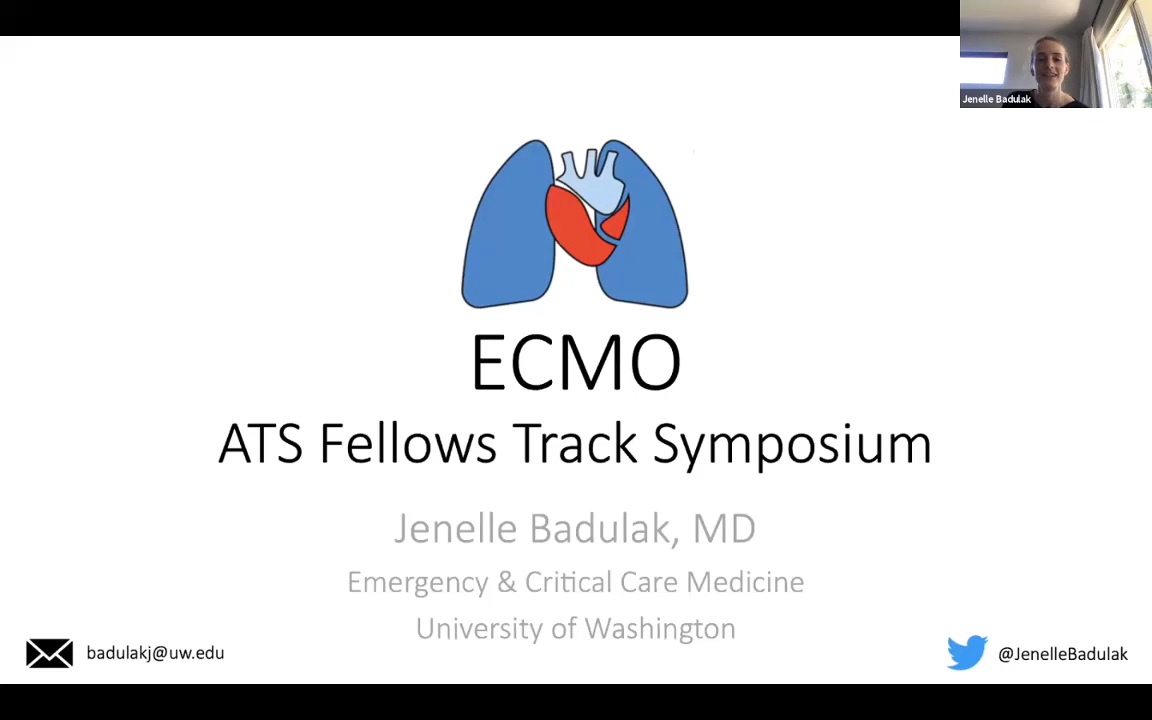 Jenelle Badulak
ECMO
ATS Fellows Track Symposium
Jenelle Badulak, MD
Emergency & Critical Care Medicine
University of Washington
badulakj@uw.edu
@JenelleBadulak